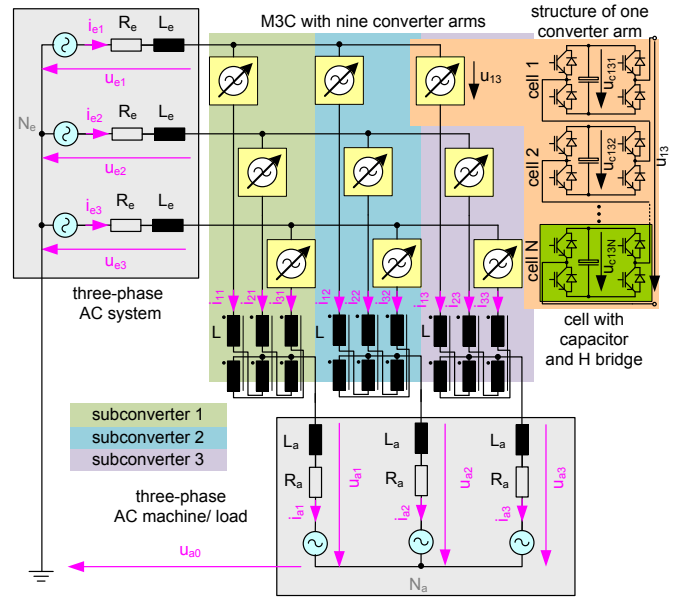 M3C with nine converter arms
structure of one
converter arm
i_e1 R_e L_e
u_e1
N_e
i_e2 R_e L_e
u_e2
i_e3 R_e L_e
u_e3
three-phase
AC system
u_13
cell 1
u_c131
cell 2
u_c132
u_13
cell N
u_c13N
cell with
capacitor
and H bridge
i_11 i_21 i_31 i_12 i_22 i_32 i_13 i_23 i_33
L
subconverter 1
subconverter 2
subconverter 3
three-phase
AC machine/ load
L_a L_a L_a
R_a R_a R_a
u_a1 u_a2 u_a3
i_a1 i_a2 i_a3
u_a0
N_a